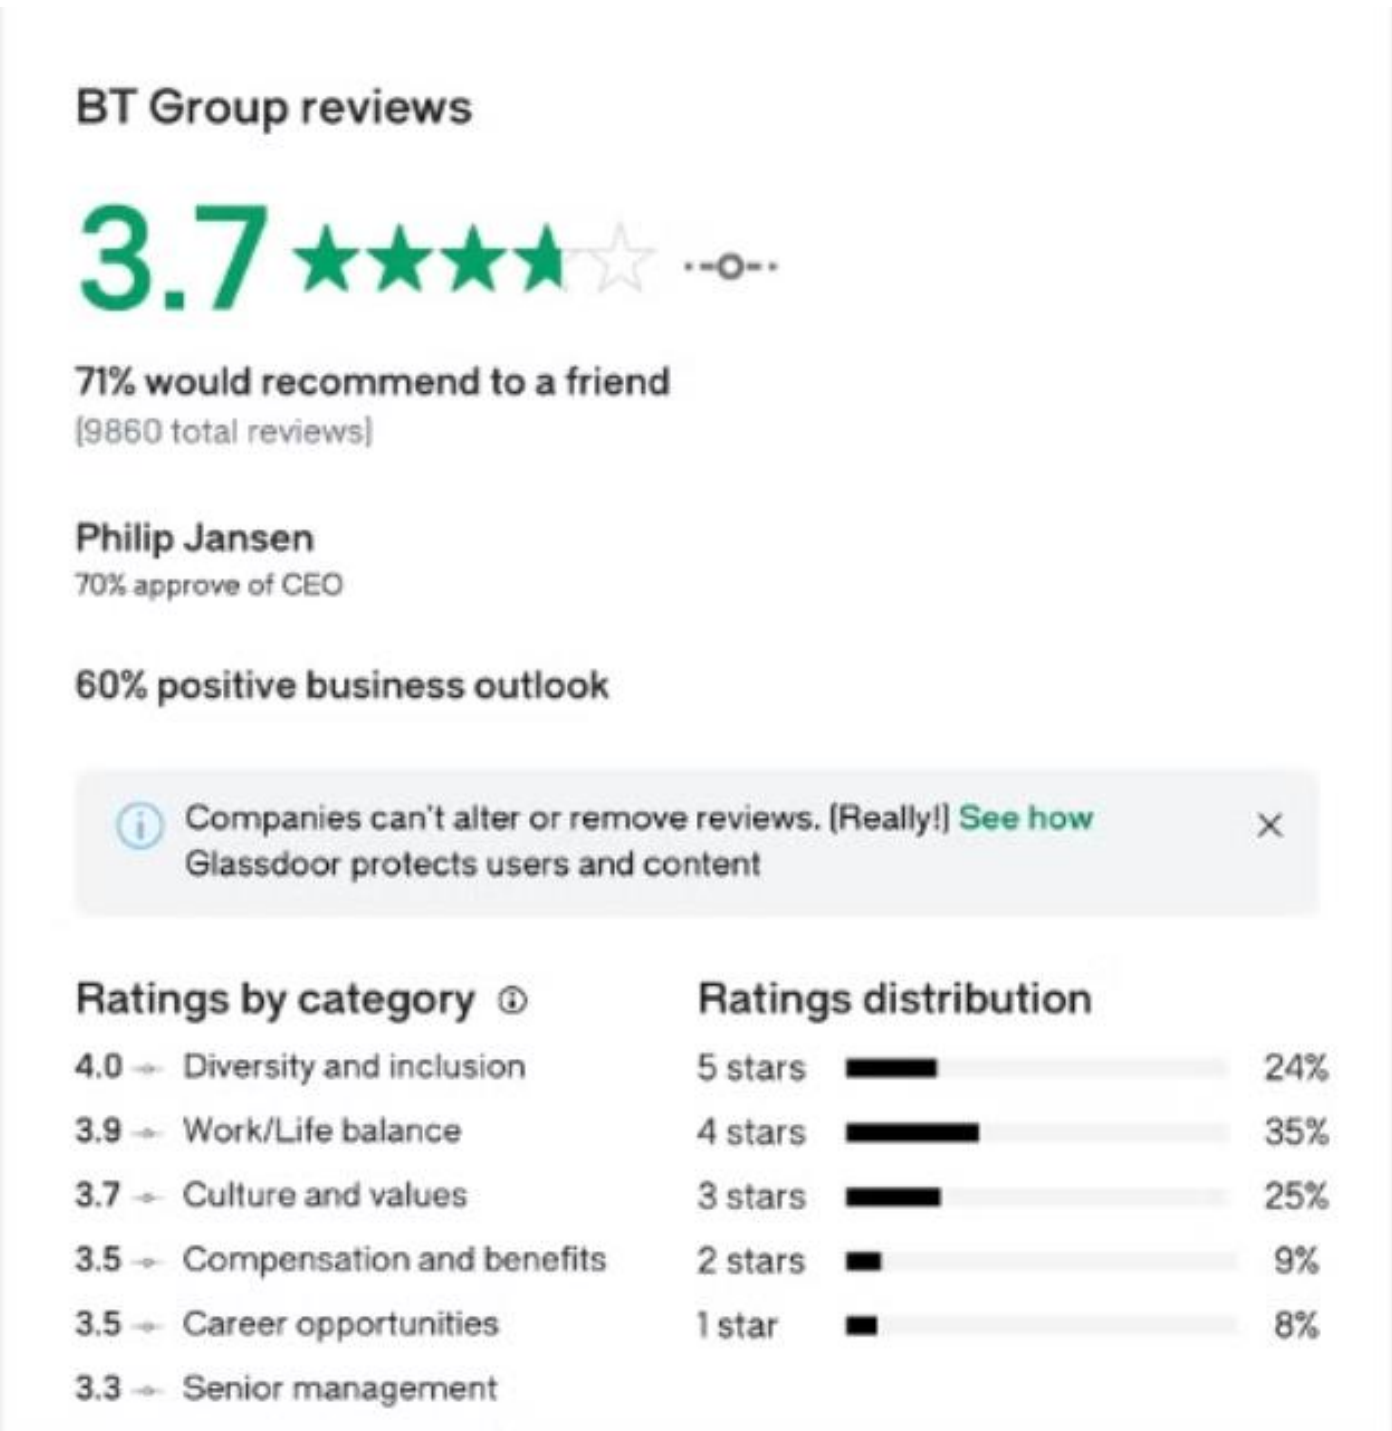 BT Group reviews
3.7
71% would recommend to a friend
(9860 total reviews)
Philip Jansen
70% approve of CEO
60% positive business outlook
Companies can't alter or remove reviews. (Really!) See how
Glassdoor protects users and content
Ratings by category
4.0 Diversity and inclusion
3.9 Work/Life balance
3.7 Culture and values
3.5 Compensation and benefits
3.5 Career opportunities
3.3 Senior management
Ratings distribution
5 stars 24%
4 stars 35%
3 stars 25%
2 stars 9%
1 star 8%